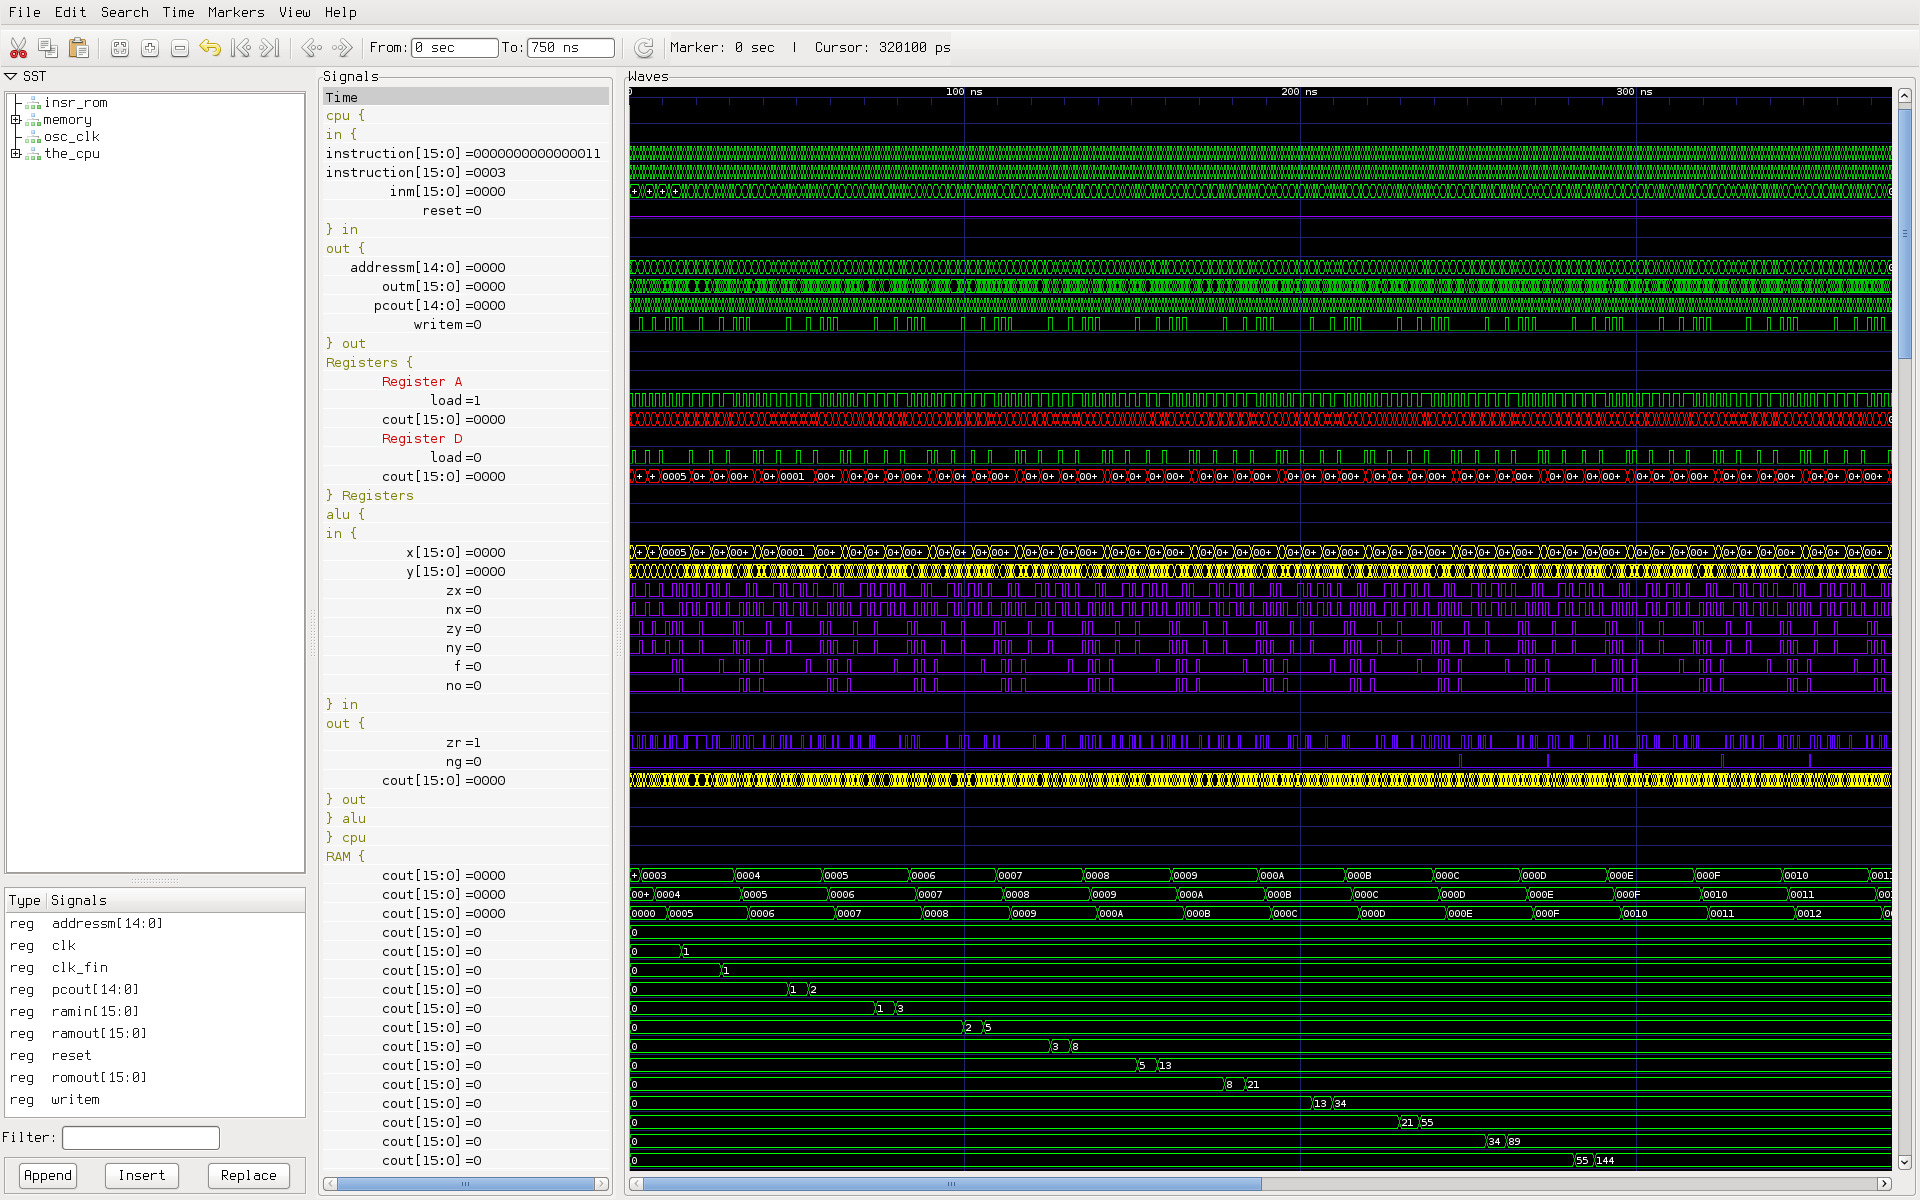 File Edit Search Time Markers View Help
From: 0 sec To: 750 ns Marker: 0 sec | Cursor: 320100 ps
SST
insr_rom
memory
osc_clk
the_cpu
Type Signals
reg addressm[14:0]
reg clk
reg clk_fin
reg pcout[14:0]
reg ramin[15:0]
reg ramout[15:0]
reg reset
reg romout[15:0]
reg writem
Filter:
Append Insert Replace
Signals
Time
cpu {
in {
instruction[15:0] =0000000000000011
instruction[15:0] =0003
inm[15:0] =0000
reset =0
} in
out {
addressm[14:0] =0000
outm[15:0] =0000
pcout[14:0] =0000
writem =0
} out
Registers {
Register A
load =1
cout[15:0] =0000
Register D
load =0
cout[15:0] =0000
} Registers
alu {
in {
x[15:0] =0000
y[15:0] =0000
zx =0
nx =0
zy =0
ny =0
f =0
no =0
} in
out {
zr =1
ng =0
cout[15:0] =0000
} out
} alu
} cpu
RAM {
cout[15:0] =0000
cout[15:0] =0000
cout[15:0] =0000
cout[15:0] =0
cout[15:0] =0
cout[15:0] =0
cout[15:0] =0
cout[15:0] =0
cout[15:0] =0
cout[15:0] =0
cout[15:0] =0
cout[15:0] =0
cout[15:0] =0
cout[15:0] =0
cout[15:0] =0
cout[15:0] =0
Waves
0 100 ns 200 ns 300 ns
+ 0003 0004 0005 0006 0007 0008 0009 000A 000B 000C 000D 000E 000F 0010 0011
00+ 0004 0005 0006 0007 0008 0009 000A 000B 000C 000D 000E 000F 0010 0011
0000 0005 0006 0007 0008 0009 000A 000B 000C 000D 000E 000F 0010 0011 0012
0
0 1
0 1
0 1 2
0 1 3
0 2 5
0 3 8
0 5 13
0 8 21
0 13 34
0 21 55
0 34 89
0 55 144